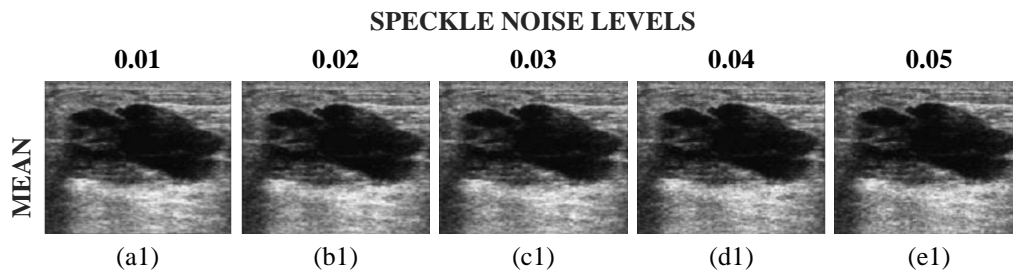 SPECKLE NOISE LEVELS
0.01 0.02 0.03 0.04 0.05
MEAN
(a1) (b1) (c1) (d1) (e1)